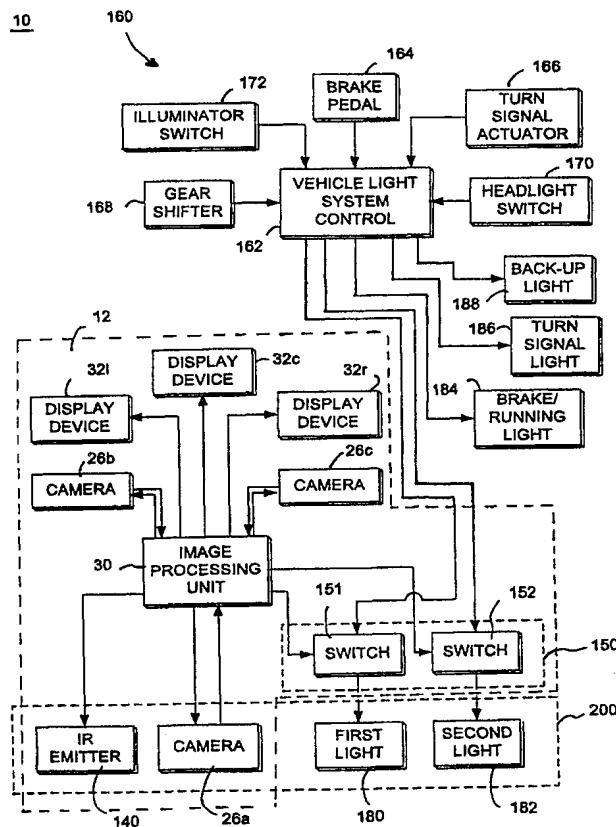 10
160
164
166
172
BRAKE
PEDAL
TURN
SIGNAL
ACTUATOR
ILLUMINATOR
SWITCH
170
GEAR
SHIFTER
168
VEHICLE LIGHT
SYSTEM
CONTROL
162
HEADLIGHT
SWITCH
BACK-UP
LIGHT
188
12
186
TURN
SIGNAL
LIGHT
32l
DISPLAY
DEVICE
32c
DISPLAY
DEVICE
32r
DISPLAY
DEVICE
184
BRAKE/
RUNNING
LIGHT
26b
CAMERA
26c
CAMERA
30
IMAGE
PROCESSING
UNIT
151
152
SWITCH
SWITCH
150
200
IR
EMITTER
CAMERA
FIRST
LIGHT
SECOND
LIGHT
140
26a
180
182